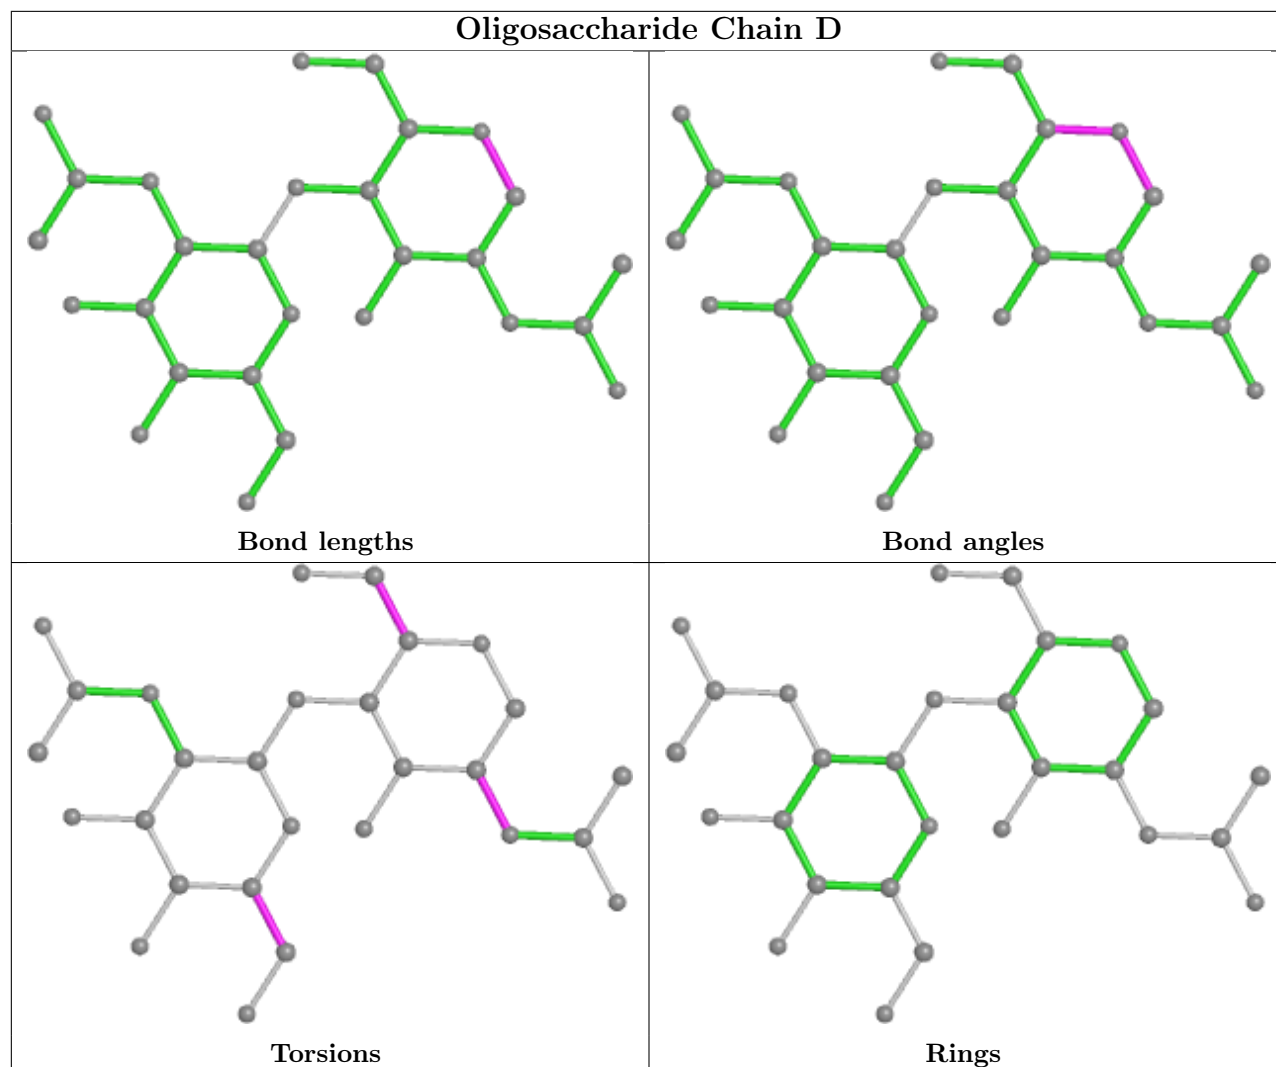 Oligosaccharide Chain D
Bond lengths
Bond angles
Torsions
Rings